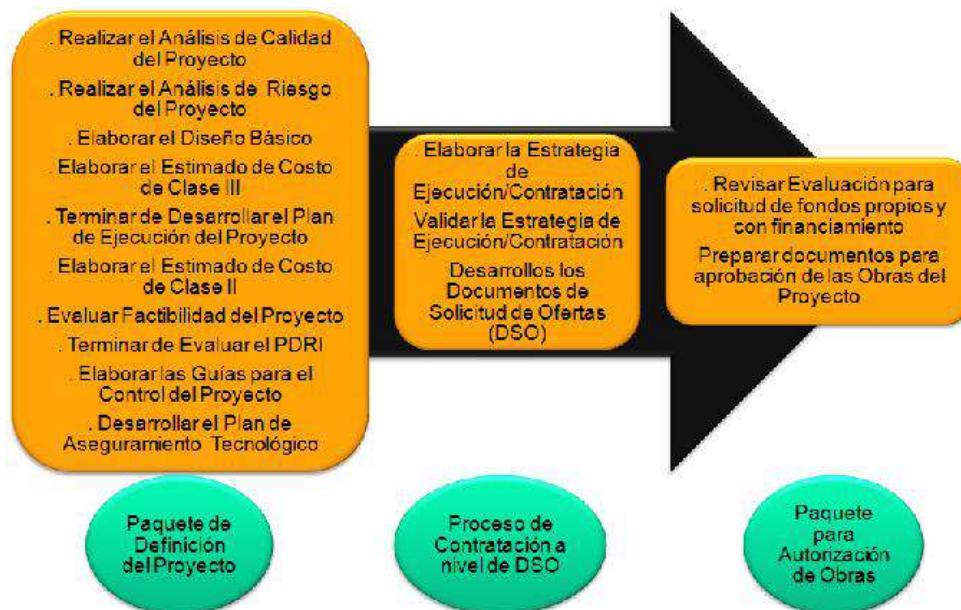 . Realizar el Análisis de Calidad
del Proyecto
. Realizar el Análisis de Riesgo
del Proyecto
. Elaborar el Diseño Básico
. Elaborar el Estimado de Costo
de Clase III
. Terminar de Desarrollar el Plan
de Ejecución del Proyecto
. Elaborar el Estimado de Costo
de Clase II
. Evaluar Factibilidad del Proyecto
. Terminar de Evaluar el PDRI
. Elaborar las Guías para el
Control del Proyecto
. Desarrollar el Plan de
Aseguramiento Tecnológico
. Elaborar la Estrategia
de
Ejecución/Contratación
Validar la Estrategia de
Ejecución/Contratación
Desarrollos los
Documentos de
Solicitud de Ofertas
(DSO)
. Revisar Evaluación para
solicitud de fondos propios y
con financiamiento
Preparar documentos para
aprobación de las Obras del
Proyecto
Paquete de
Definición
del Proyecto
Proceso de
Contratación a
nivel de DSO
Paquete
para
Autorización
de Obras